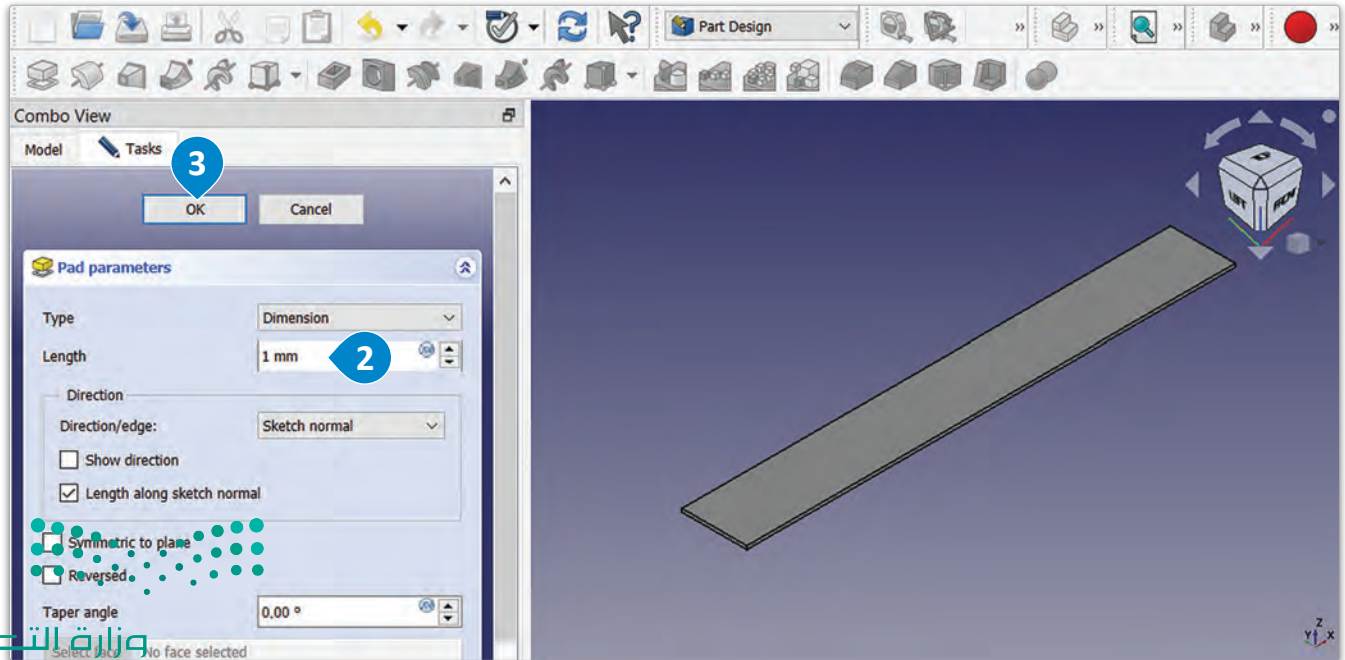 Part Design
»
»
»
»
»
Combo View
Model
Tasks
3
OK
Cancel
Pad parameters
Type
Dimension
Length
1 mm
2
Direction
Direction/edge:
Sketch normal
Show direction
Length along sketch normal
Symmetric to plane
Reversed
Taper angle
0,00 °
Select face
No face selected
وزارة التـ
Z
Y
X